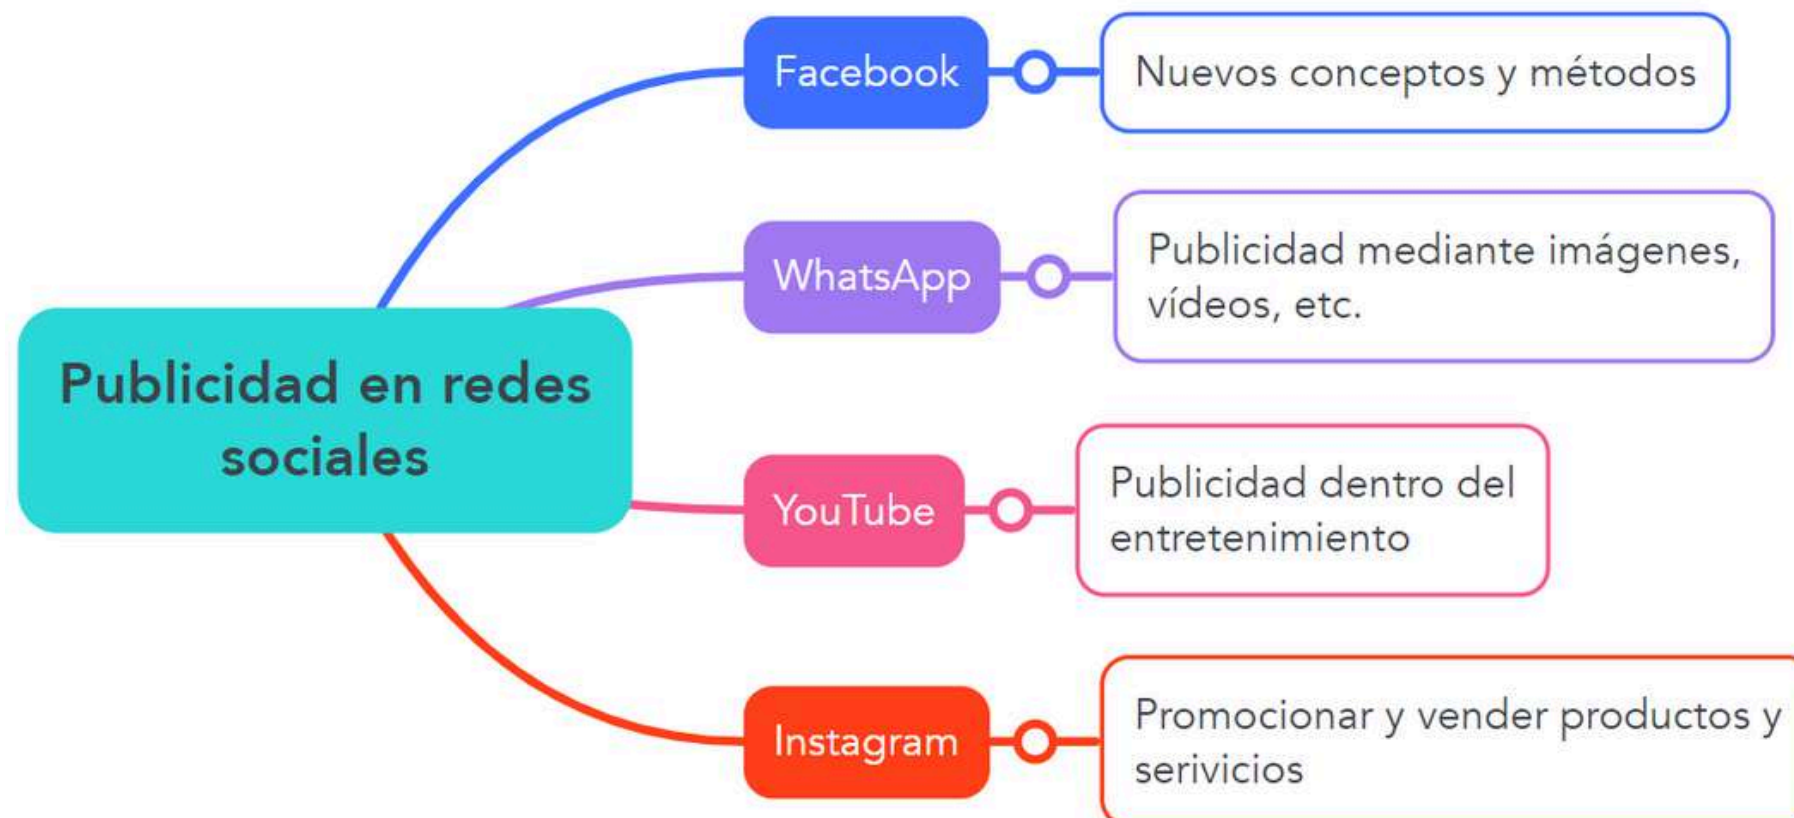 Facebook
Nuevos conceptos y métodos
WhatsApp
Publicidad mediante imágenes,
vídeos, etc.
Publicidad en redes
sociales
YouTube
Publicidad dentro del
entretenimiento
Instagram
Promocionar y vender productos y
serivicios